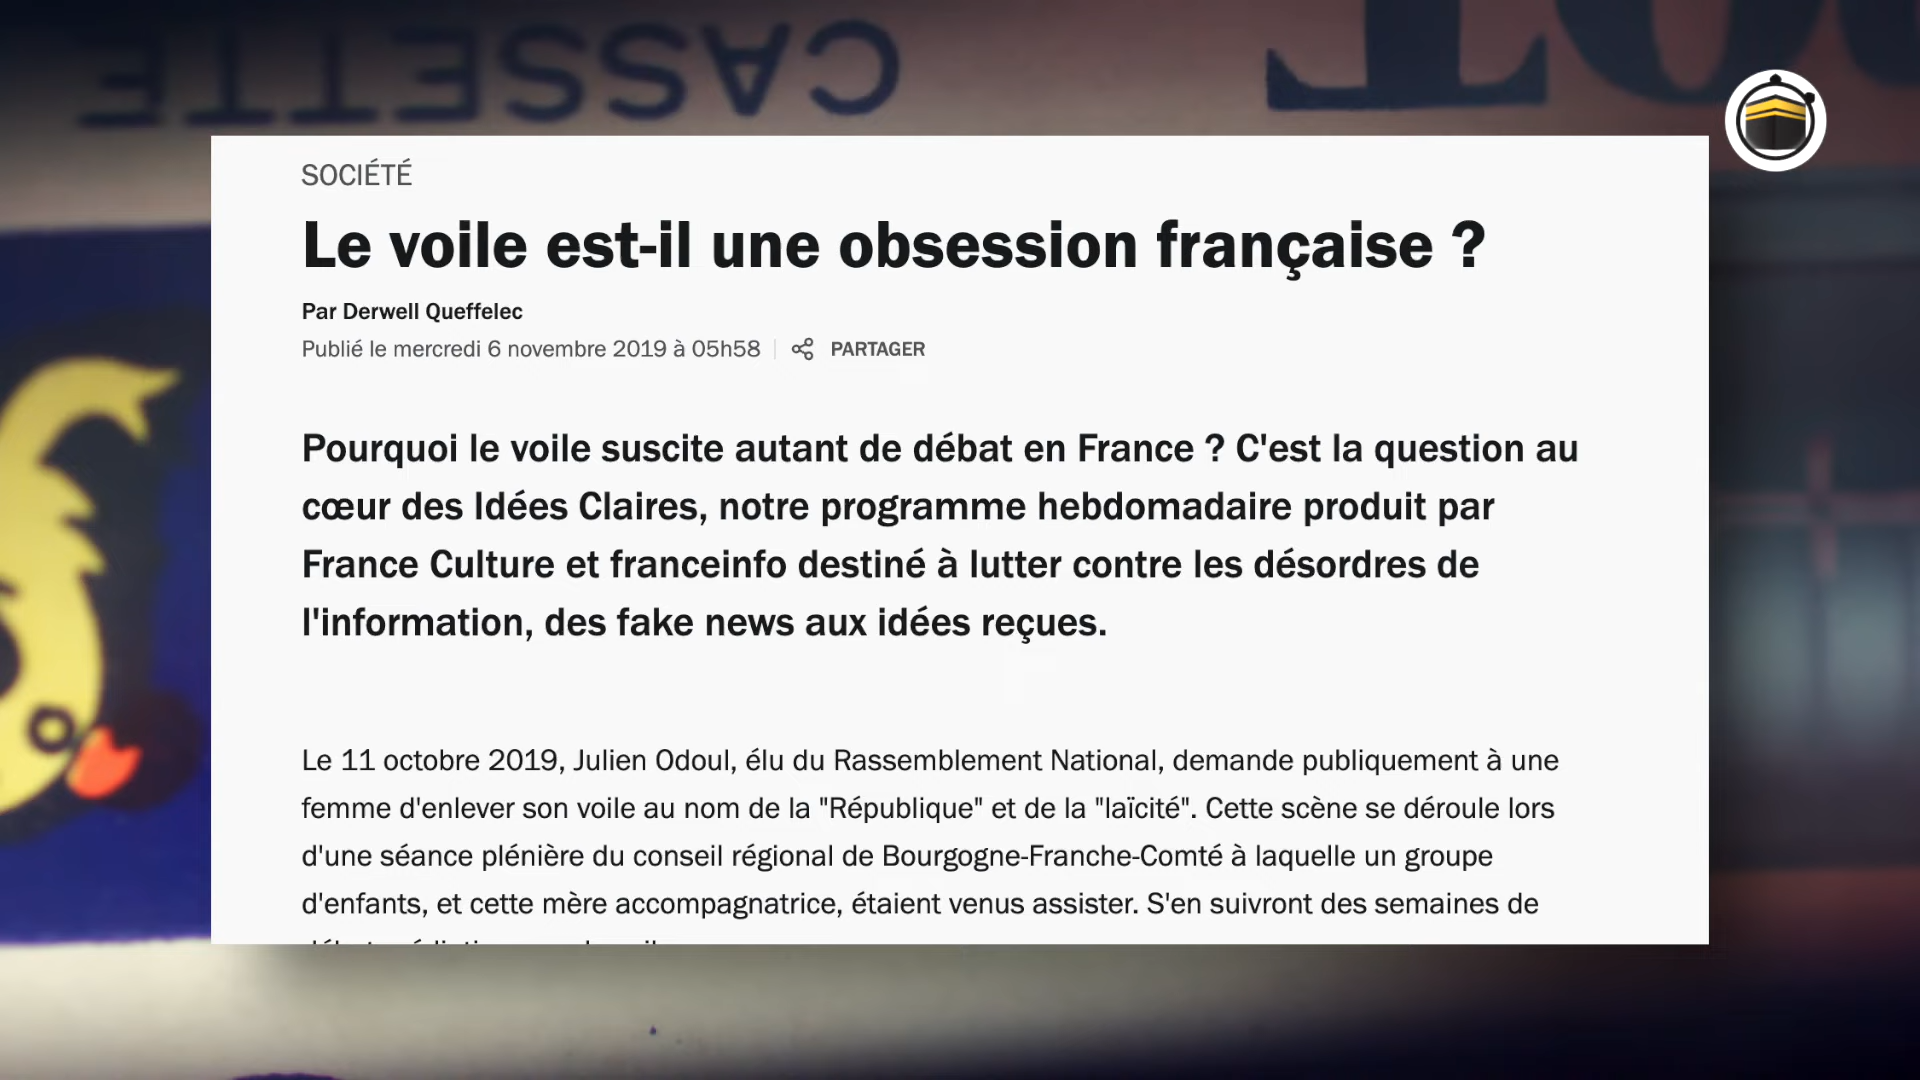 CASSETTE
SOCIÉTÉ
Le voile est-il une obsession française ?
Par Derwell Queffelec
Publié le mercredi 6 novembre 2019 à 05h58
PARTAGER
Pourquoi le voile suscite autant de débat en France ? C'est la question au
cœur des Idées Claires, notre programme hebdomadaire produit par
France Culture et franceinfo destiné à lutter contre les désordres de
l'information, des fake news aux idées reçues.
Le 11 octobre 2019, Julien Odoul, élu du Rassemblement National, demande publiquement à une
femme d'enlever son voile au nom de la "République" et de la "laïcité". Cette scène se déroule lors
d'une séance plénière du conseil régional de Bourgogne-Franche-Comté à laquelle un groupe
d'enfants, et cette mère accompagnatrice, étaient venus assister. S'en suivront des semaines de